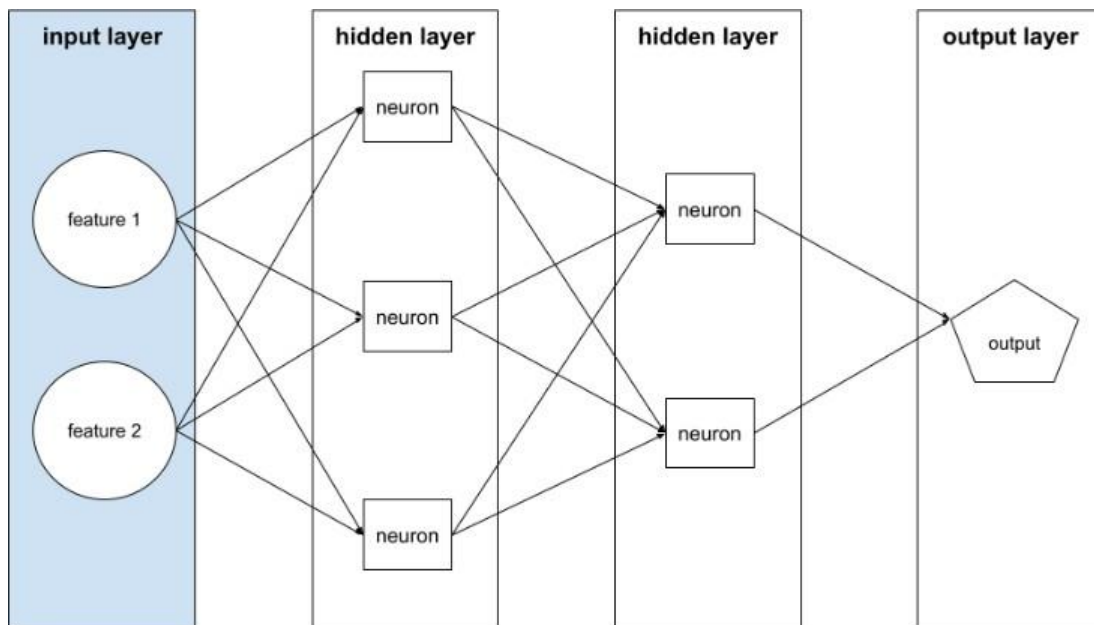 input layer
hidden layer
hidden layer
output layer
neuron
feature 1
neuron
neuron
feature 2
neuron
neuron
output